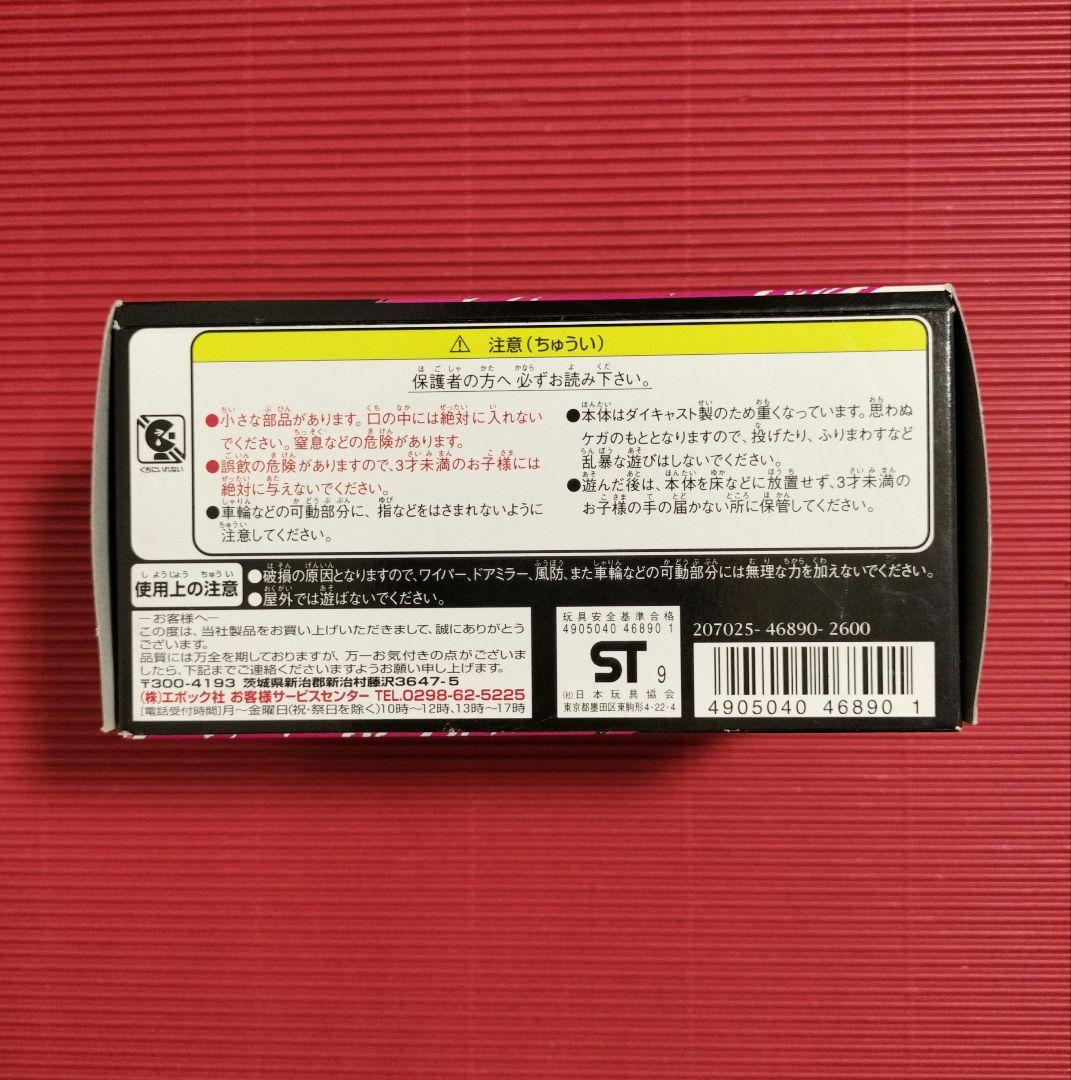 ⚠ 注意(ちゅうい)
保護者の方へ 必ずお読み下さい。
●小さな部品があります。口の中には絶対に入れない
でください。窒息などの危険があります。
●誤飲の危険がありますので、3才未満のお子様には
絶対に与えないでください。
●車輪などの可動部分に、指などをはさまれないように
注意してください。
●本体はダイキャスト製のため重くなっています。思わぬ
ケガのもととなりますので、投げたり、ふりまわすなど
乱暴な遊びはしないでください。
●遊んだ後は、本体を床などに放置せず、3才未満の
お子様の手の届かない所に保管してください。
くちにいれない
使用上の注意
●破損の原因となりますので、ワイパー、ドアミラー、風防、また車輪などの可動部分には無理な力を加えないでください。
●屋外では遊ばないでください。
―お客様へ―
この度は、当社製品をお買い上げいただきまして、誠にありがとう
ございます。
品質には万全を期しておりますが、万一お気付きの点がございま
したら、下記までご連絡くださいますようお願い申し上げます。
〒300-4193 茨城県新治郡新治村藤沢3647-5
(株)エポック社 お客様サービスセンター TEL.0298-62-5225
[電話受付時間]月〜金曜日(祝・祭日を除く)10時〜12時、13時〜17時
玩具安全基準合格
4905040 46890 1
ST 9
(社)日本玩具協会
東京都墨田区東駒形4-22-4
207025- 46890- 2600
4905040 46890 1